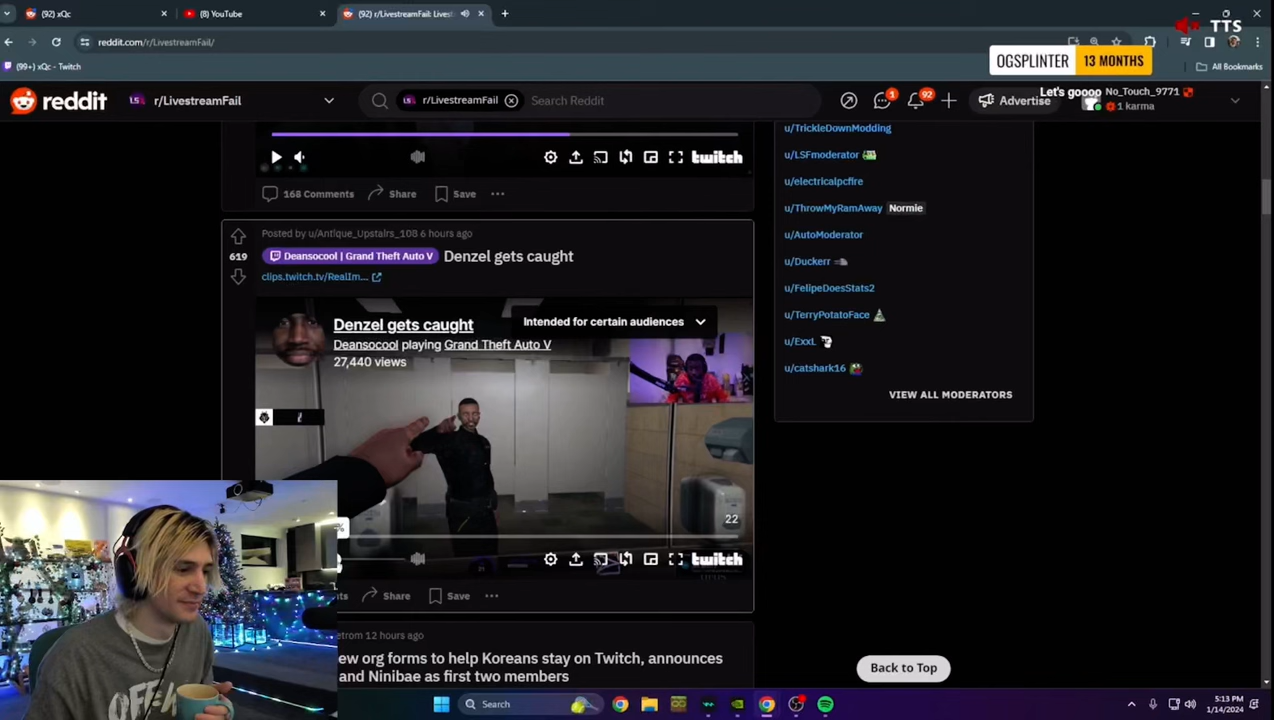 (92) xQc
(8) YouTube
(92) r/LivestreamFail: Lives
TTS
reddit.com/r/LivestreamFail/
OGSPLINTER 13 MONTHS
(99+) xQc - Twitch
All Bookmarks
reddit
r/LivestreamFail
r/LivestreamFail
Search Reddit
1
92
Advertise
Let's goooo
No_Touch_9771
1 karma
u/TrickleDownModding
twitch
u/LSFmoderator
u/electricalpcfire
168 Comments
Share
Save
u/ThrowMyRamAway Normie
Posted by u/Antique_Upstairs_108 6 hours ago
u/AutoModerator
619
Deansocool | Grand Theft Auto V
Denzel gets caught
u/Duckerr
clips.twitch.tv/RealIm...
u/FelipeDoesStats2
Denzel gets caught
Intended for certain audiences
u/TerryPotatoFace
Deansocool playing Grand Theft Auto V
u/ExxL
27,440 views
u/catshark16
VIEW ALL MODERATORS
22
twitch
Share
Save
12 hours ago
ew org forms to help Koreans stay on Twitch, announces
and Ninibae as first two members
Back to Top
OFF
Search
5:13 PM
1/14/2024